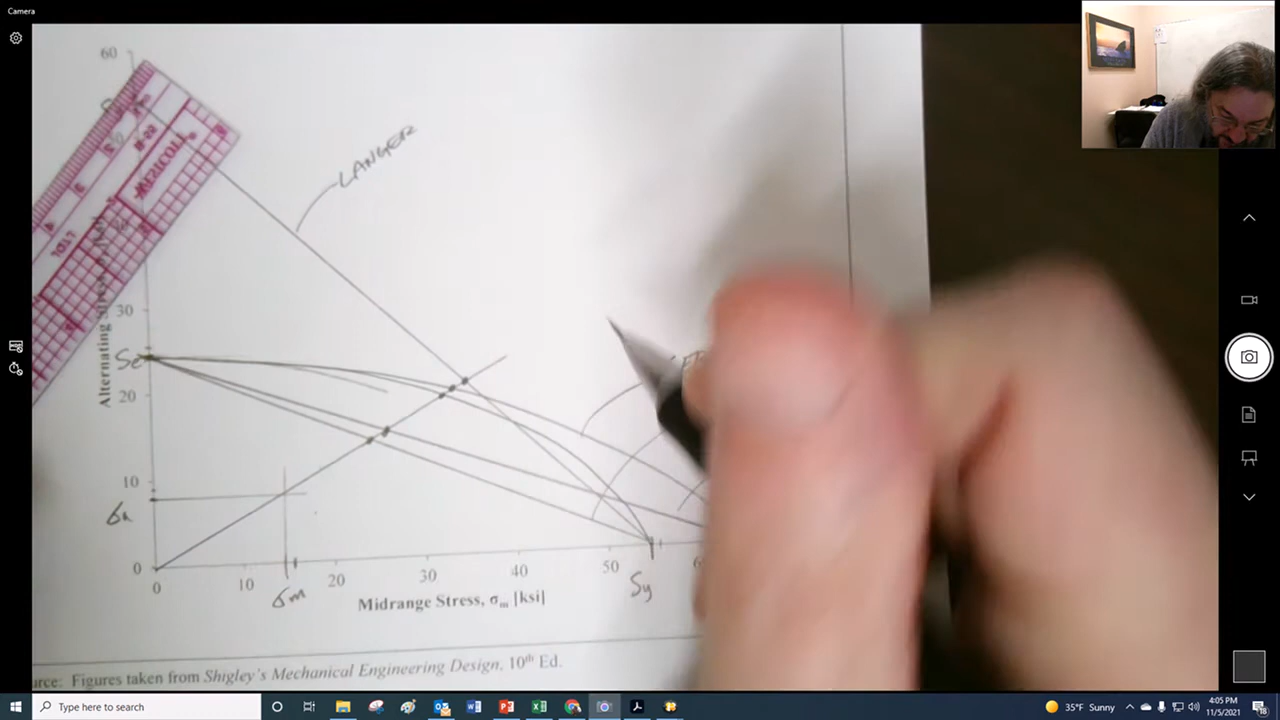 Camera
60
LANGER
30
Alternating
Se
20
10
σa
0
0
10
20
30
40
50
σm
Sy
Midrange Stress, σm [ksi]
Figures taken from Shigley's Mechanical Engineering Design, 10th Ed.
Type here to search
35°F Sunny
4:05 PM
11/5/2021